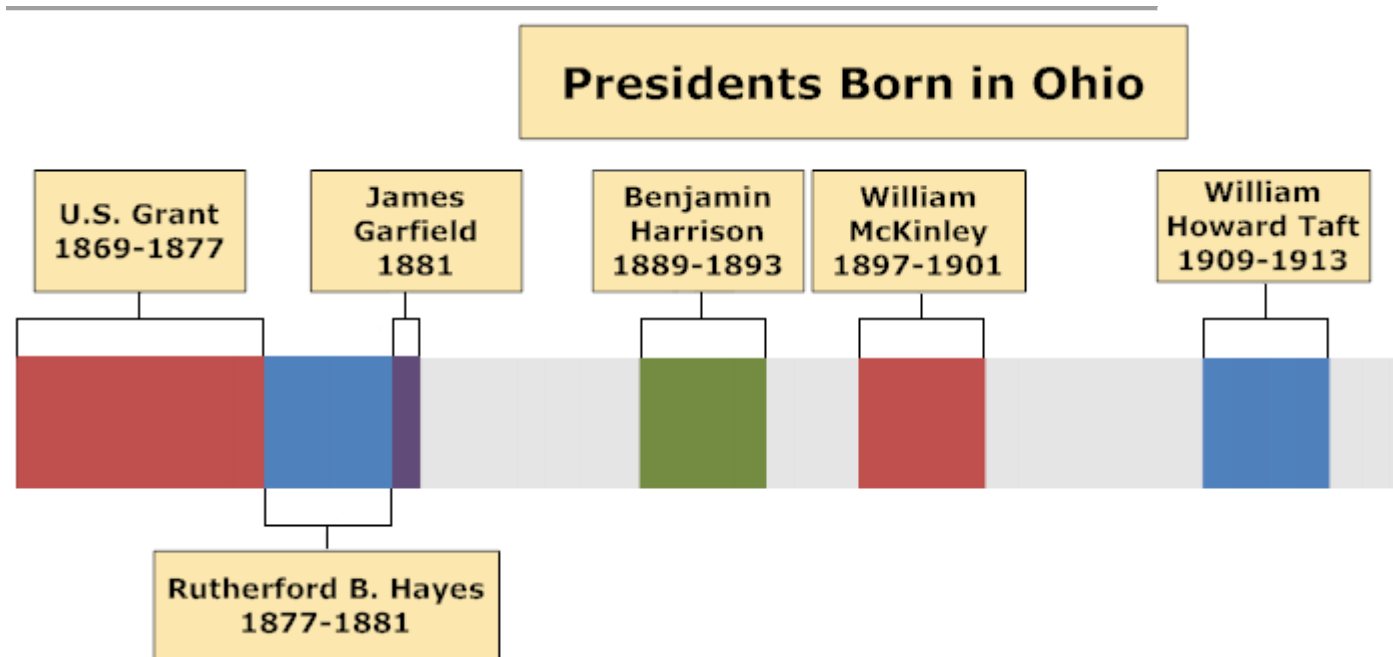 Presidents Born in Ohio
U.S. Grant
1869-1877
James
Garfield
1881
Benjamin
Harrison
1889-1893
William
McKinley
1897-1901
William
Howard Taft
1909-1913
Rutherford B. Hayes
1877-1881